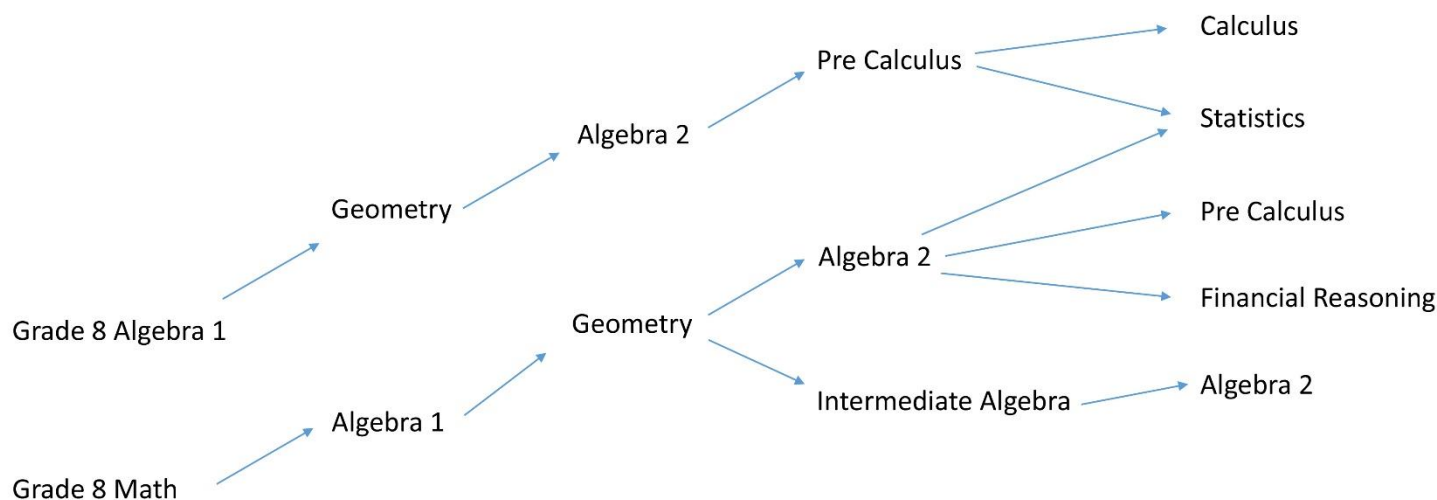 Calculus
Pre Calculus
Statistics
Algebra 2
Geometry
Pre Calculus
Algebra 2
Financial Reasoning
Grade 8 Algebra 1
Geometry
Algebra 2
Intermediate Algebra
Algebra 1
Grade 8 Math